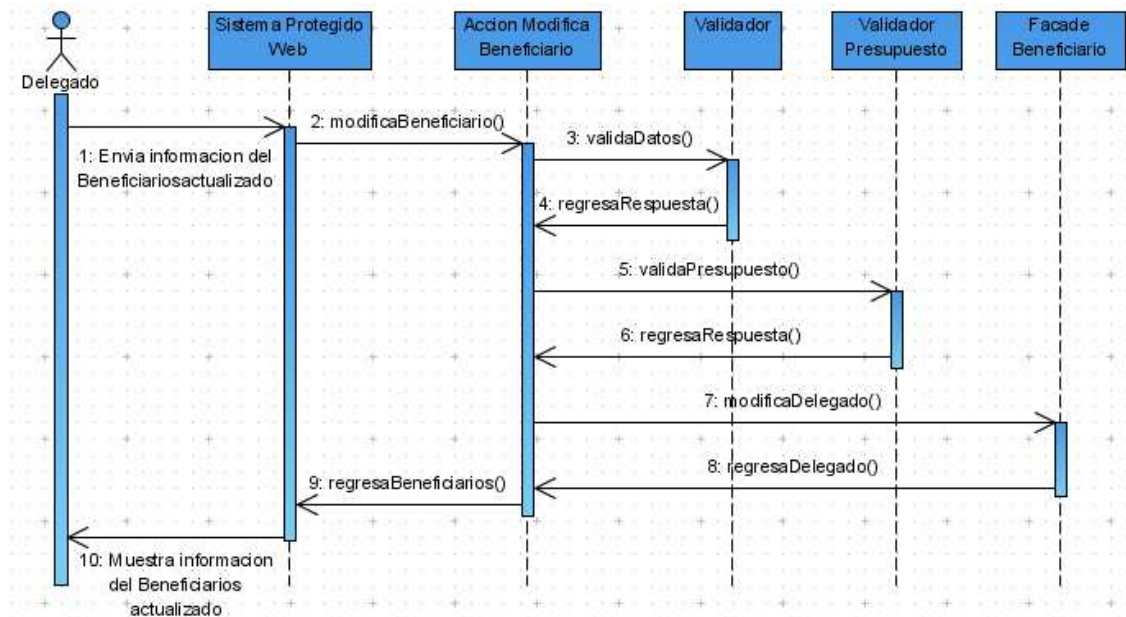 Sistema Protegido
Web
Accion Modifica
Beneficiario
Validador
Validador
Presupuesto
Facade
Beneficiario
Delegado
2: modificaBeneficiario()
3: validaDatos()
1: Envia informacion del
Beneficiariosactualizado
4: regresaRespuesta()
5: validaPresupuesto()
6: regresaRespuesta()
7: modificaDelegado()
8: regresaDelegado()
9: regresaBeneficiarios()
10: Muestra informacion
del Beneficiarios
actualizado